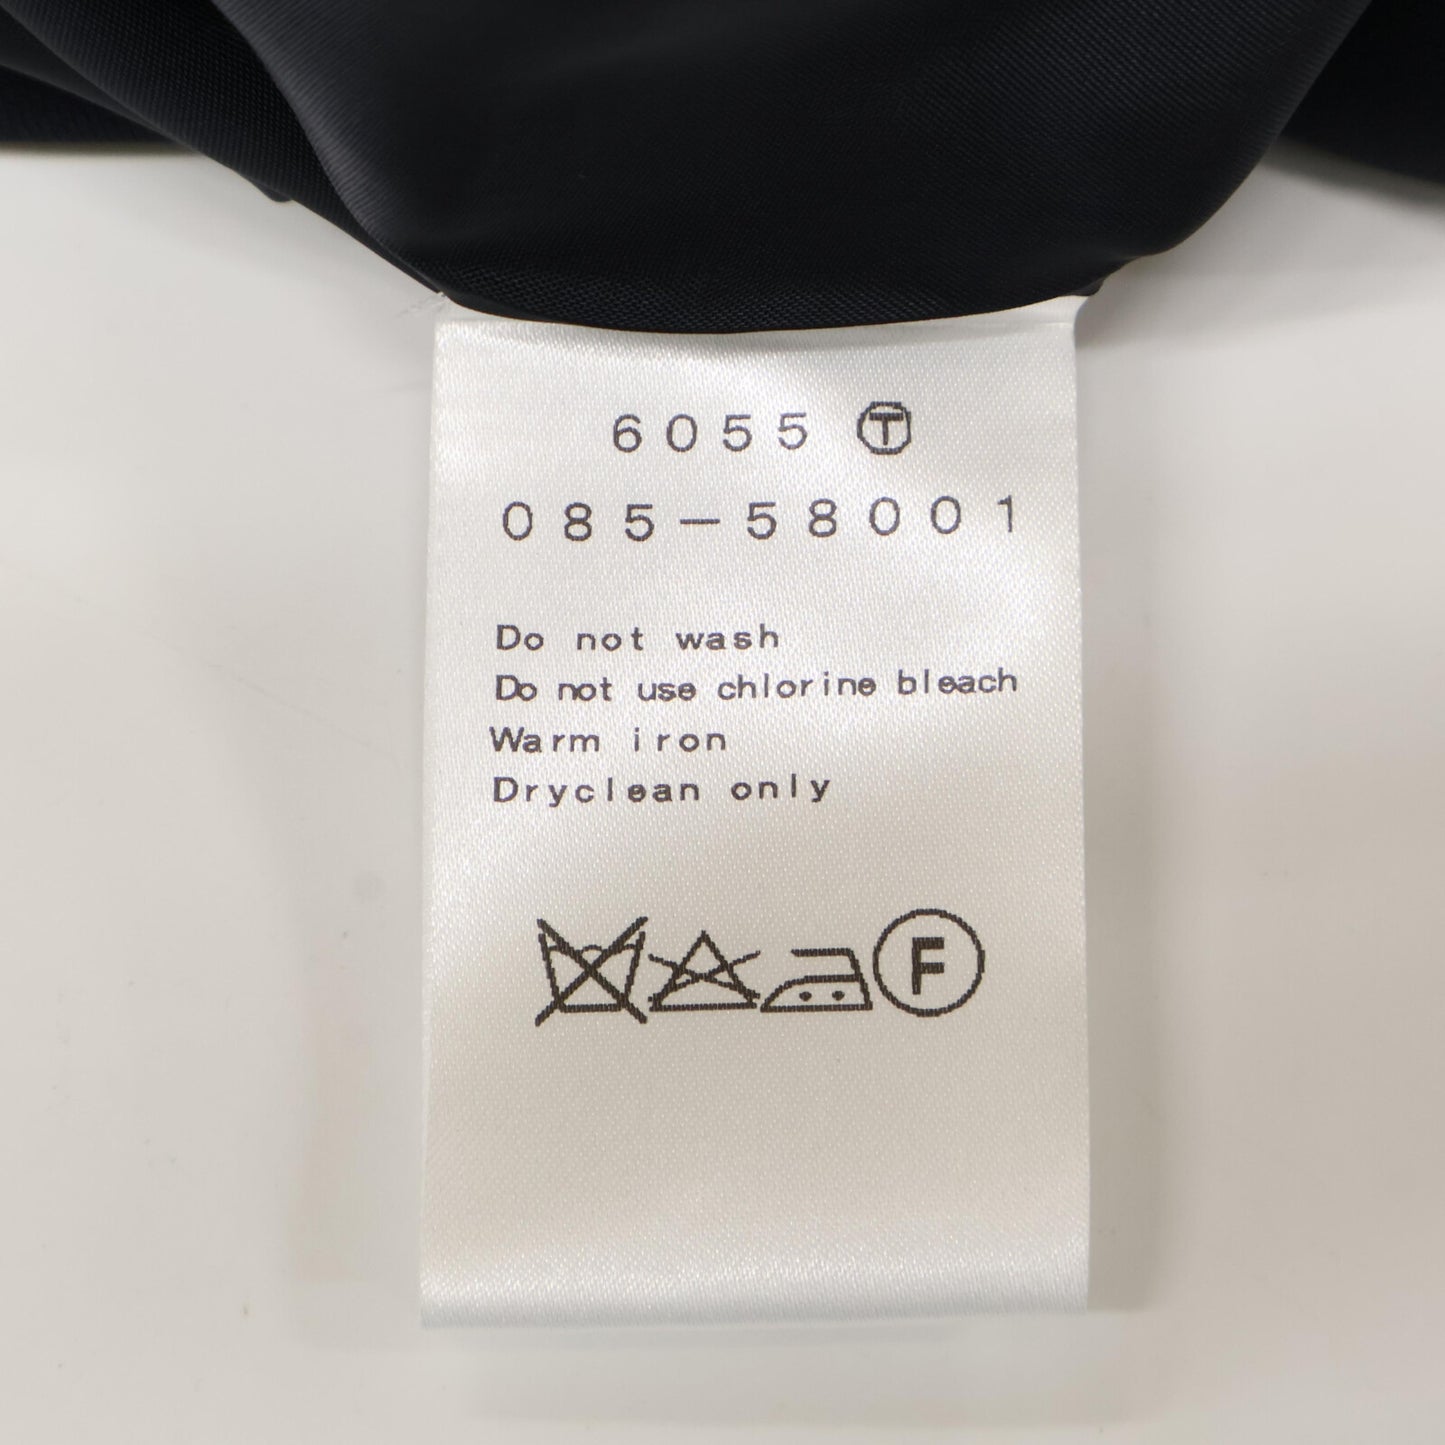 6055 Ⓣ
085-58001
Do not wash
Do not use chlorine bleach
Warm iron
Dryclean only
F